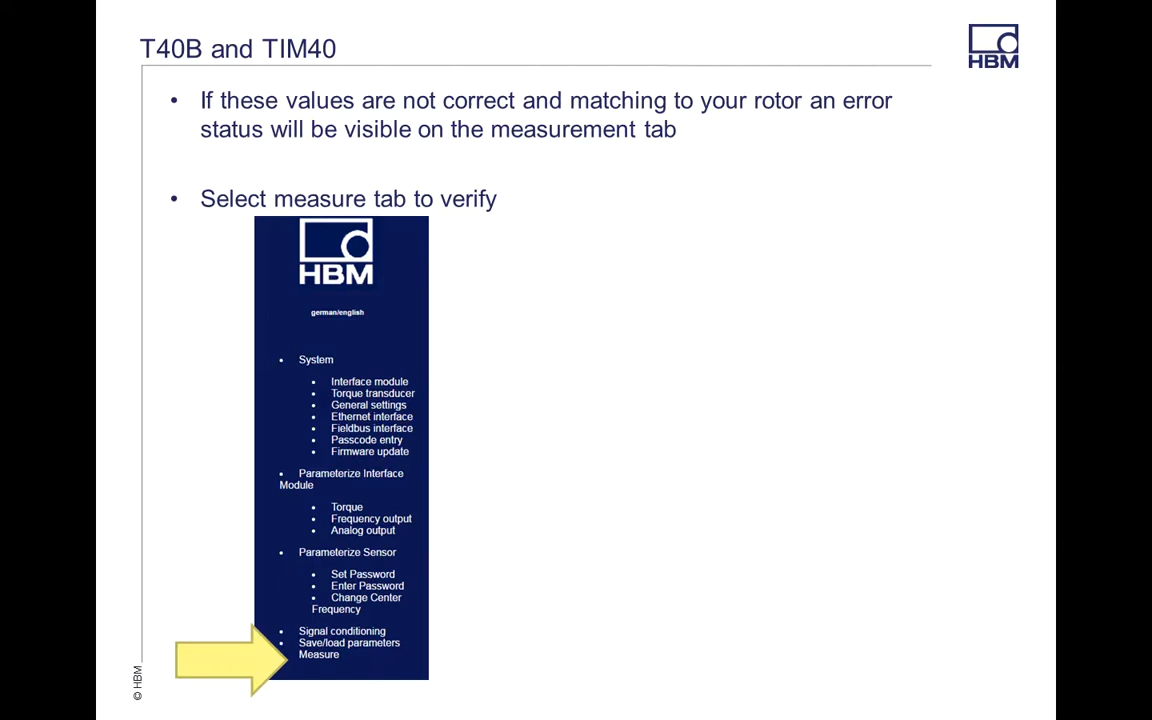 T40B and TIM40
HBM
• If these values are not correct and matching to your rotor an error
status will be visible on the measurement tab
• Select measure tab to verify
HBM
german/english
• System
• Interface module
• Torque transducer
• General settings
• Ethernet interface
• Fieldbus interface
• Passcode entry
• Firmware update
• Parameterize Interface
Module
• Torque
• Frequency output
• Analog output
• Parameterize Sensor
• Set Password
• Enter Password
• Change Center
Frequency
• Signal conditioning
• Save/load parameters
Measure
© HBM